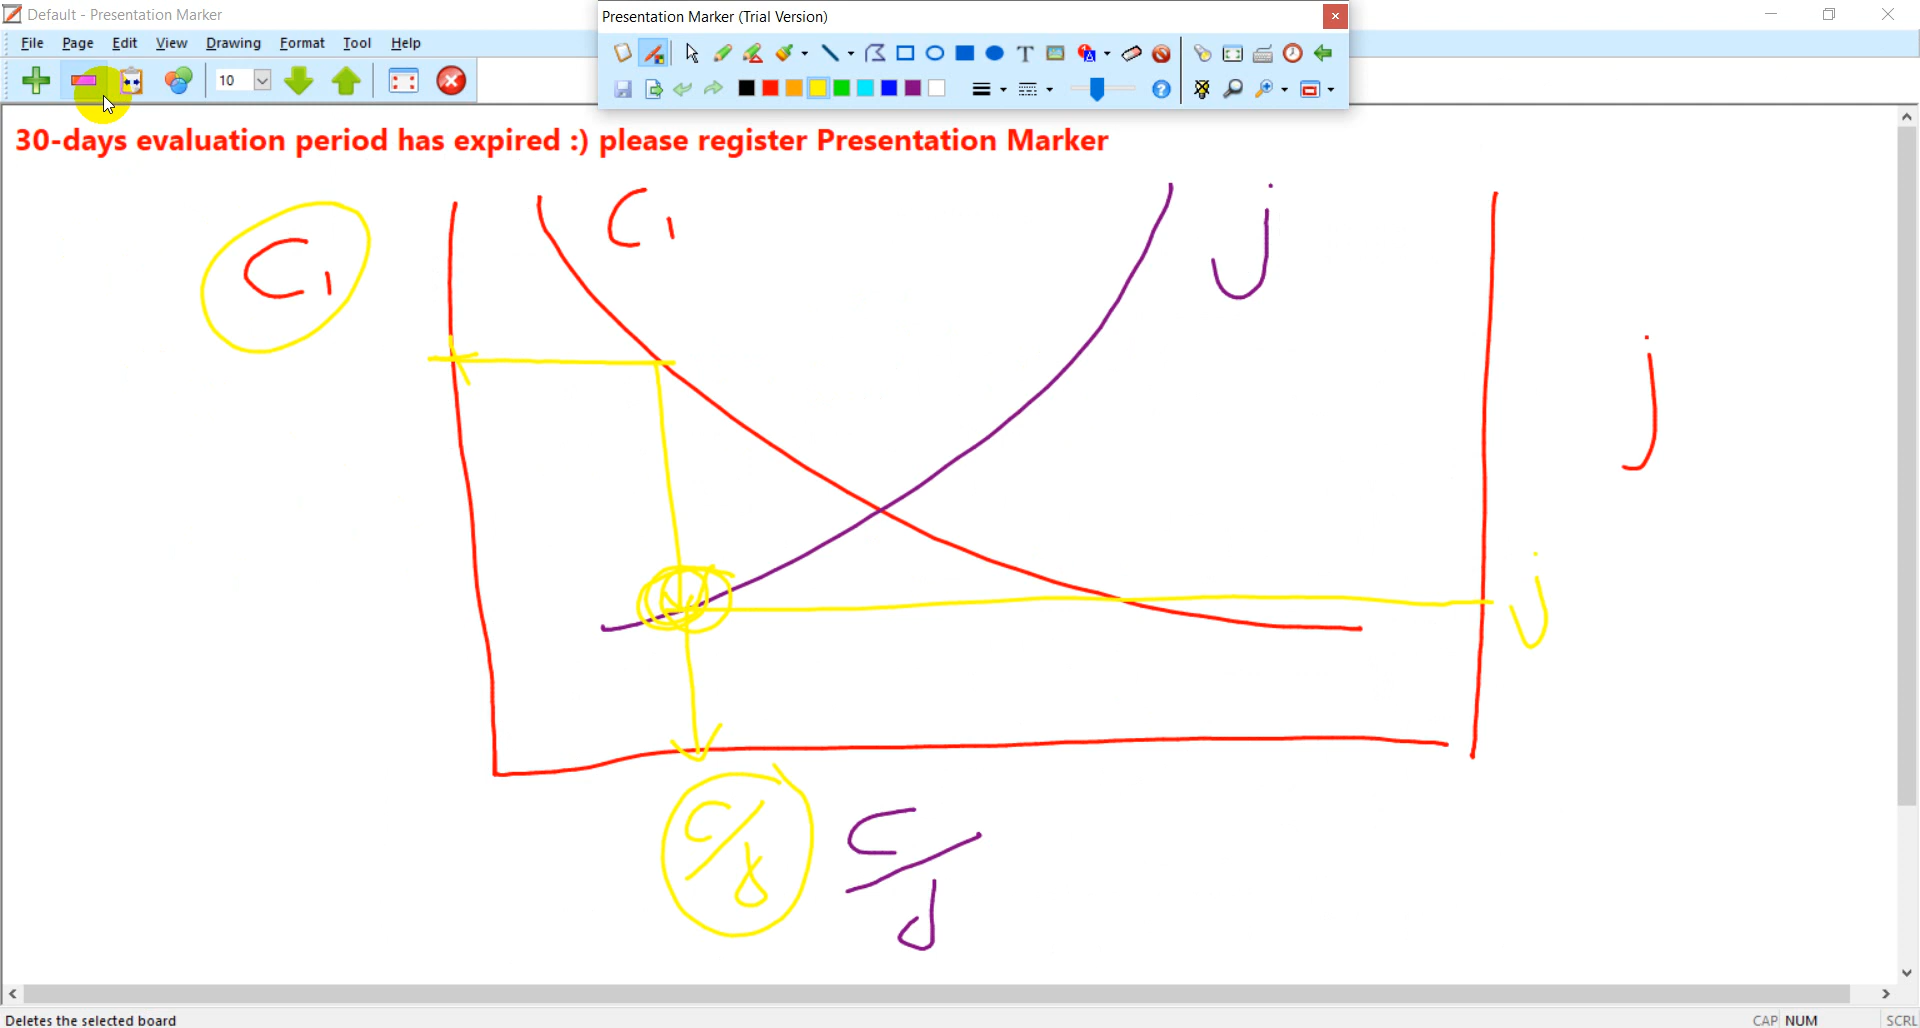 Default - Presentation Marker
Presentation Marker (Trial Version)
File Page Edit View Drawing Format Tool Help
10
30-days evaluation period has expired :) please register Presentation Marker
C1
C1
j
j
j
C/γ
C/d
Deletes the selected board
CAP NUM SCRL